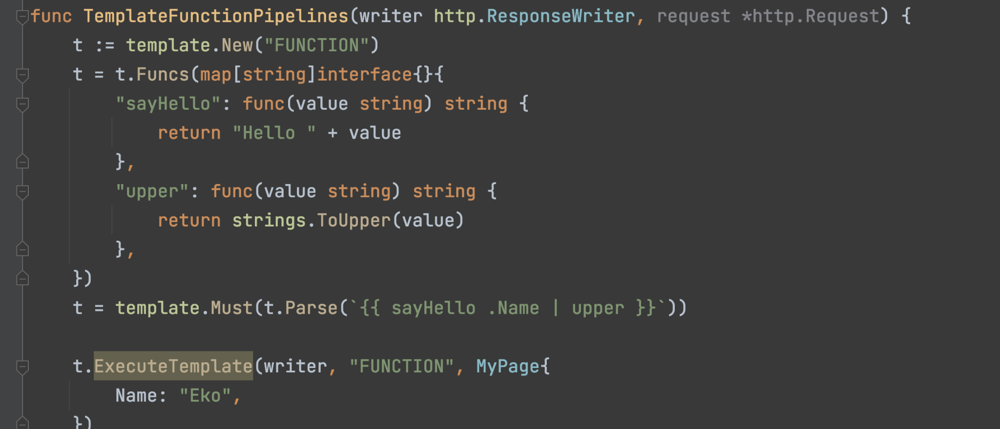 func TemplateFunctionPipelines(writer http.ResponseWriter, request *http.Request) {
    t := template.New("FUNCTION")
    t = t.Funcs(map[string]interface{}{
        "sayHello": func(value string) string {
            return "Hello " + value
        },
        "upper": func(value string) string {
            return strings.ToUpper(value)
        },
    })
    t = template.Must(t.Parse(`{{ sayHello .Name | upper }}`))

    t.ExecuteTemplate(writer, "FUNCTION", MyPage{
        Name: "Eko",
    })